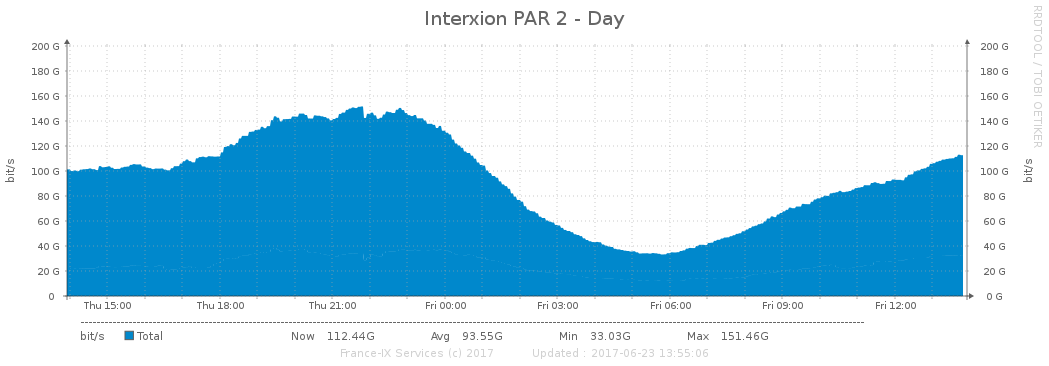 Interxion PAR 2 - Day
RRDTOOL / TOBI OETIKER
200 G 200 G
180 G 180 G
160 G 160 G
140 G 140 G
120 G 120 G
100 G 100 G
80 G 80 G
60 G 60 G
40 G 40 G
20 G 20 G
0 0 G
bit/s bit/s
Thu 15:00 Thu 18:00 Thu 21:00 Fri 00:00 Fri 03:00 Fri 06:00 Fri 09:00 Fri 12:00
bit/s Total Now 112.44G Avg 93.55G Min 33.03G Max 151.46G
France-IX Services (c) 2017 Updated : 2017-06-23 13:55:06